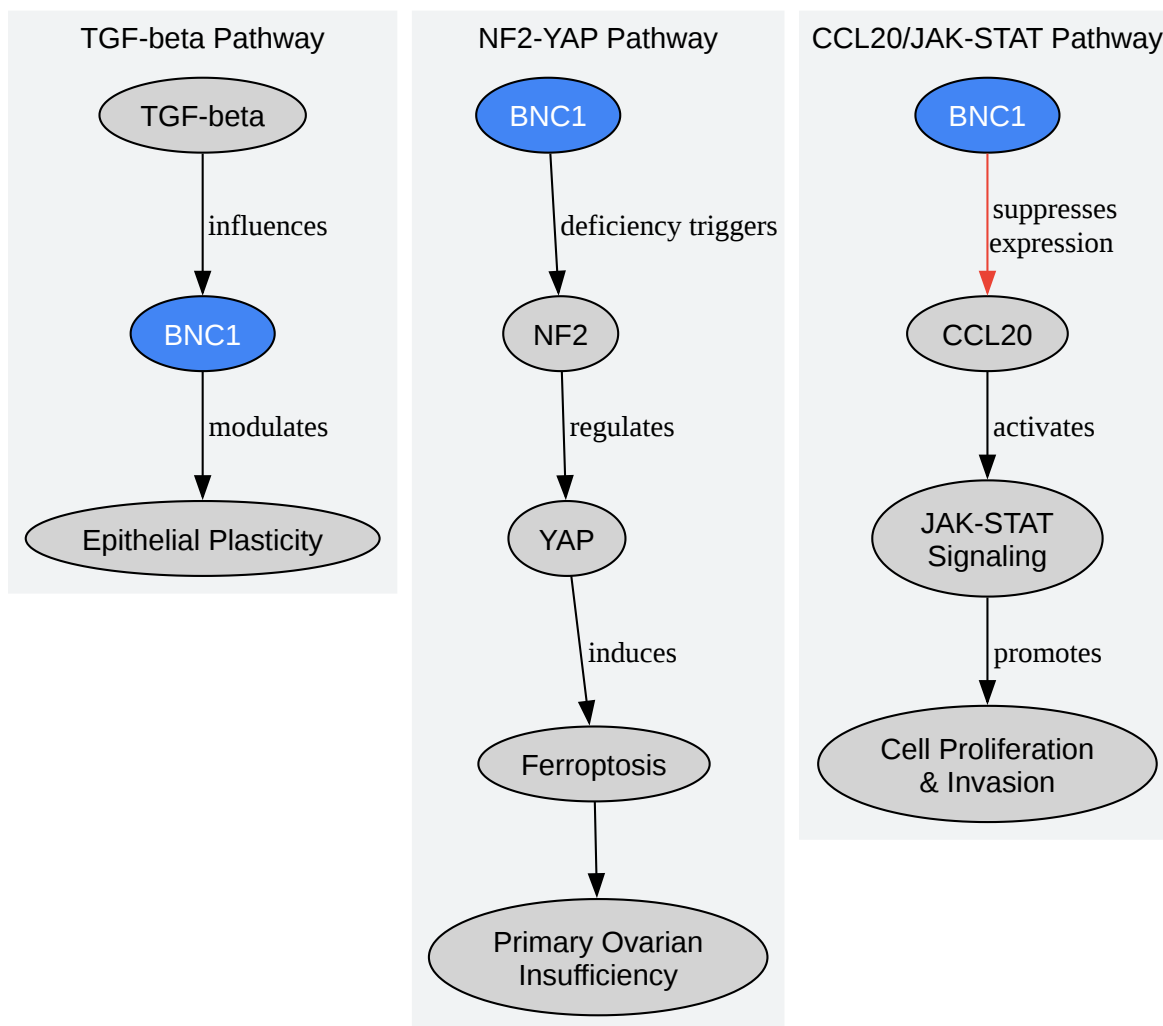 TGF-beta Pathway
TGF-beta
influences
BNC1
modulates
Epithelial Plasticity
NF2-YAP Pathway
BNC1
deficiency triggers
NF2
regulates
YAP
induces
Ferroptosis
Primary Ovarian
Insufficiency
CCL20/JAK-STAT Pathway
BNC1
suppresses
expression
CCL20
activates
JAK-STAT
Signaling
promotes
Cell Proliferation
& Invasion